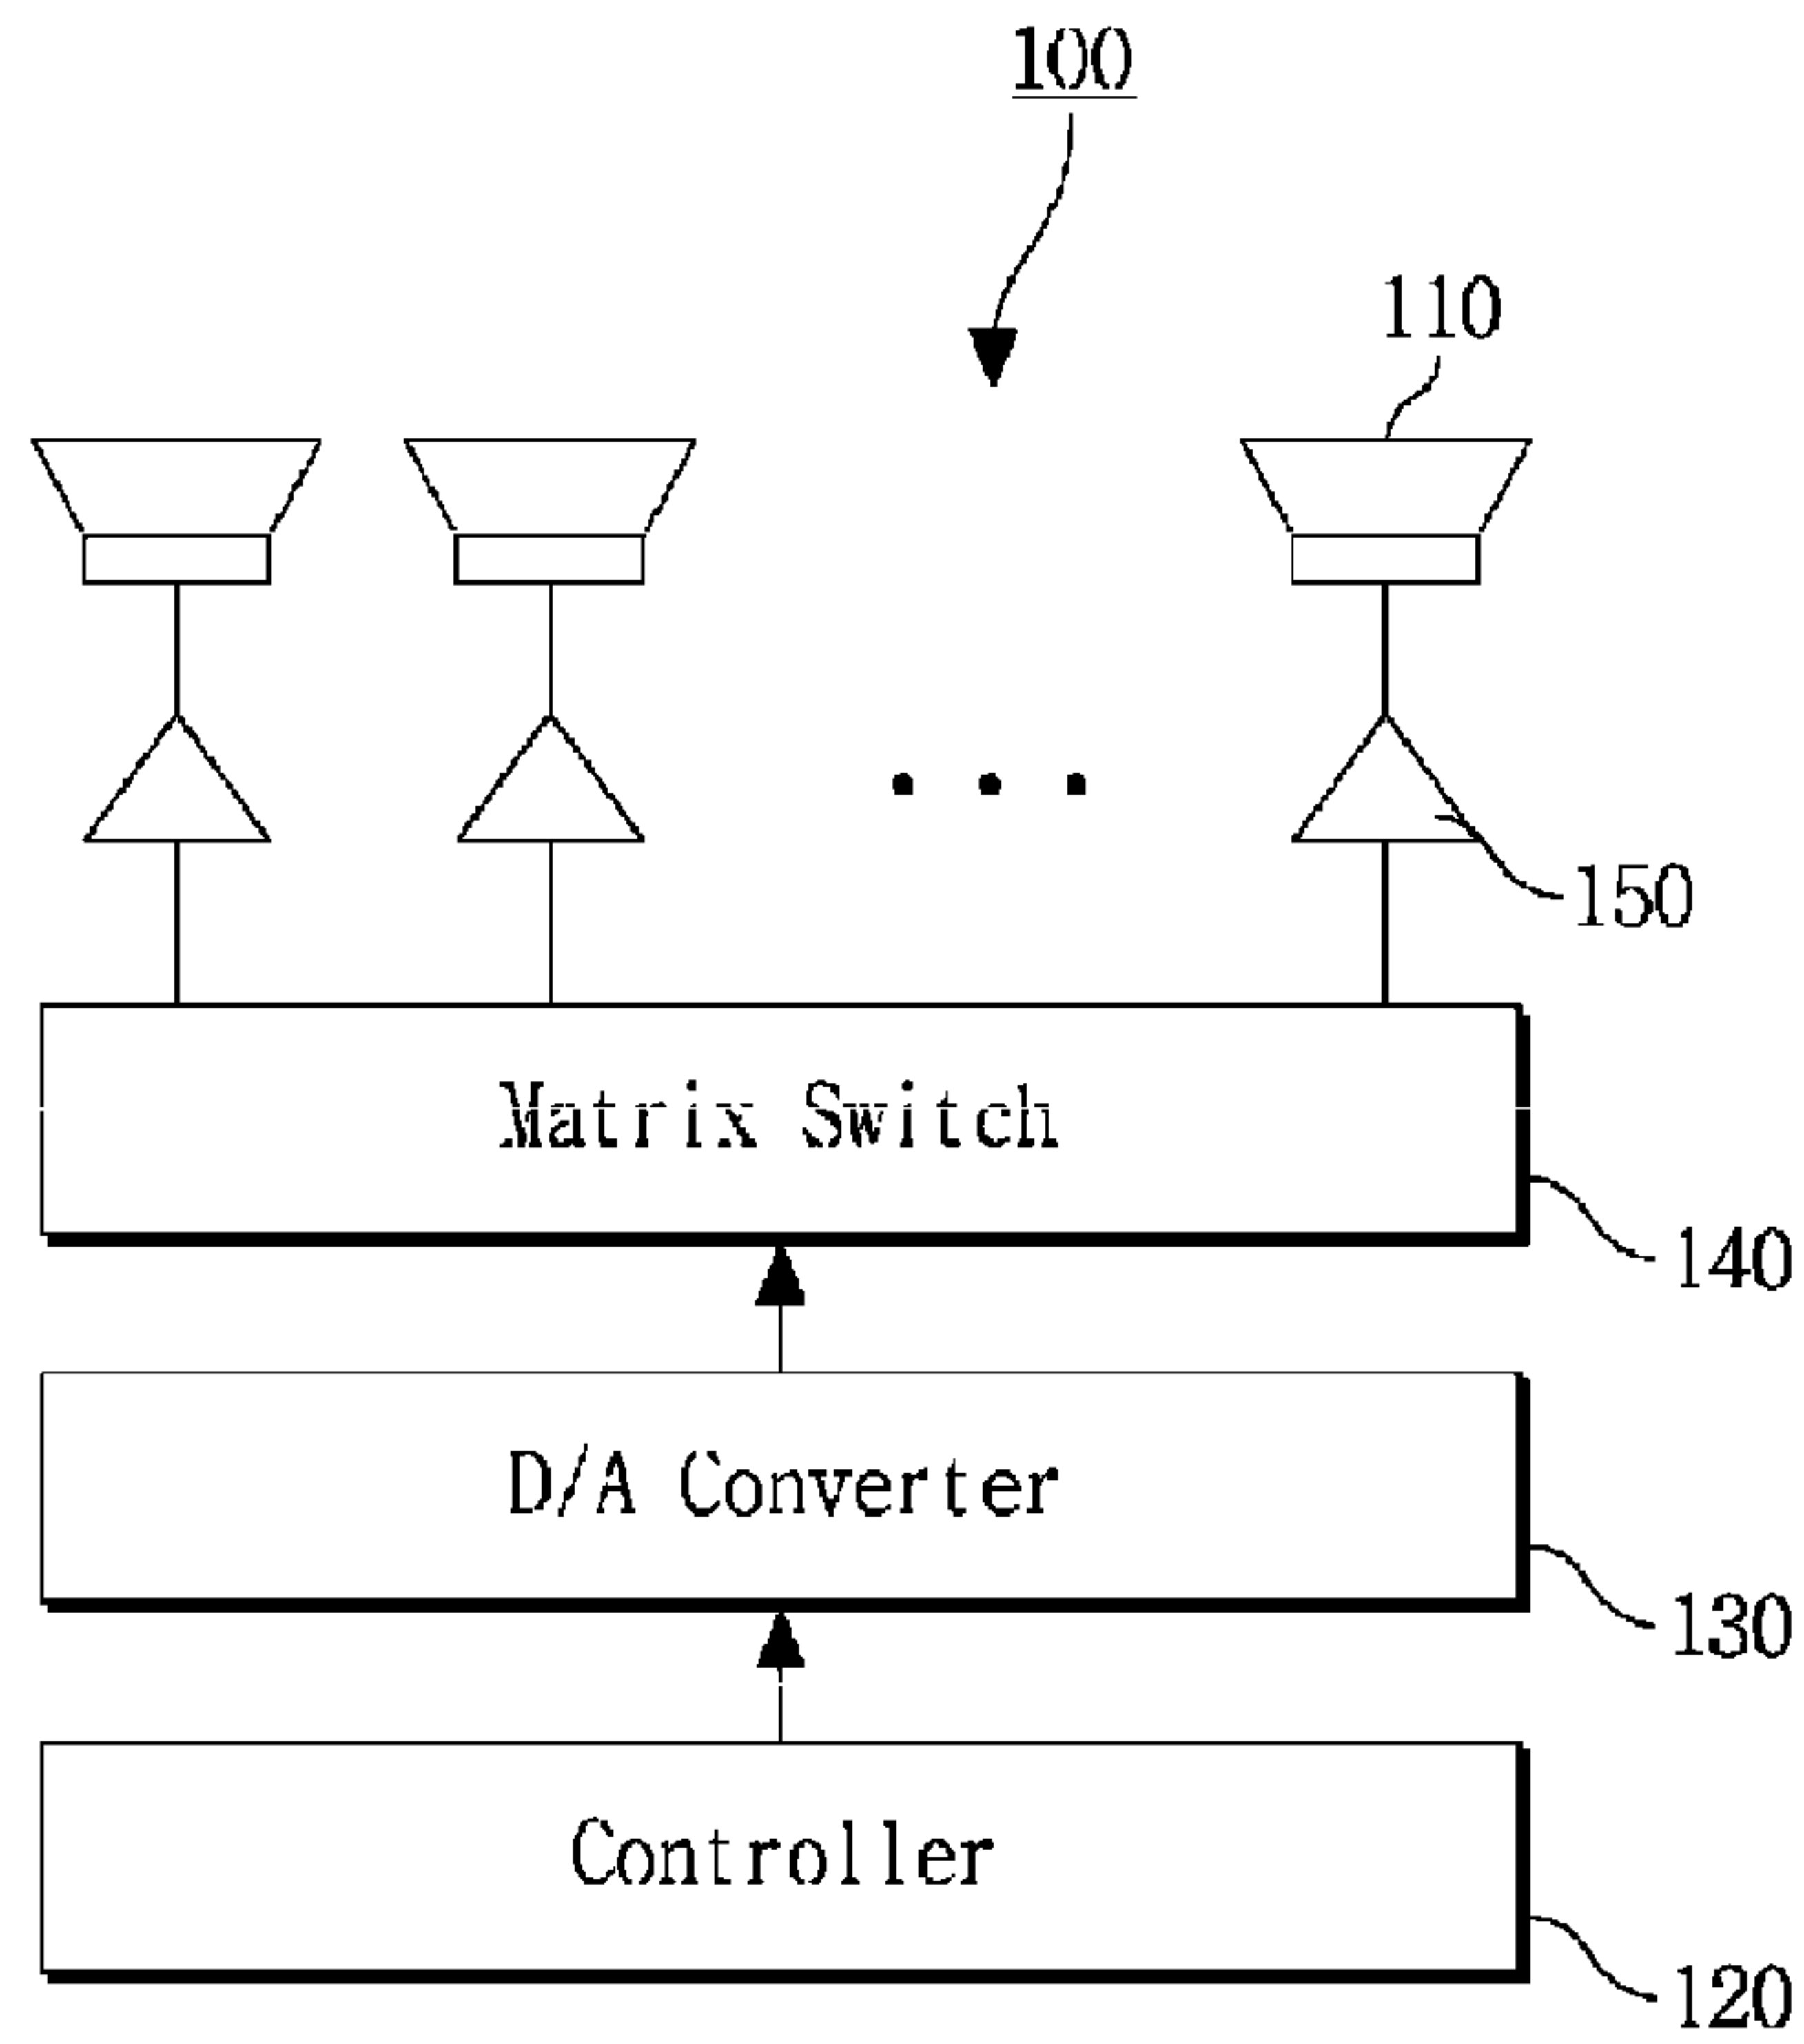 100
110
150
Matrix Switch
140
D/A Converter
130
Controller
120